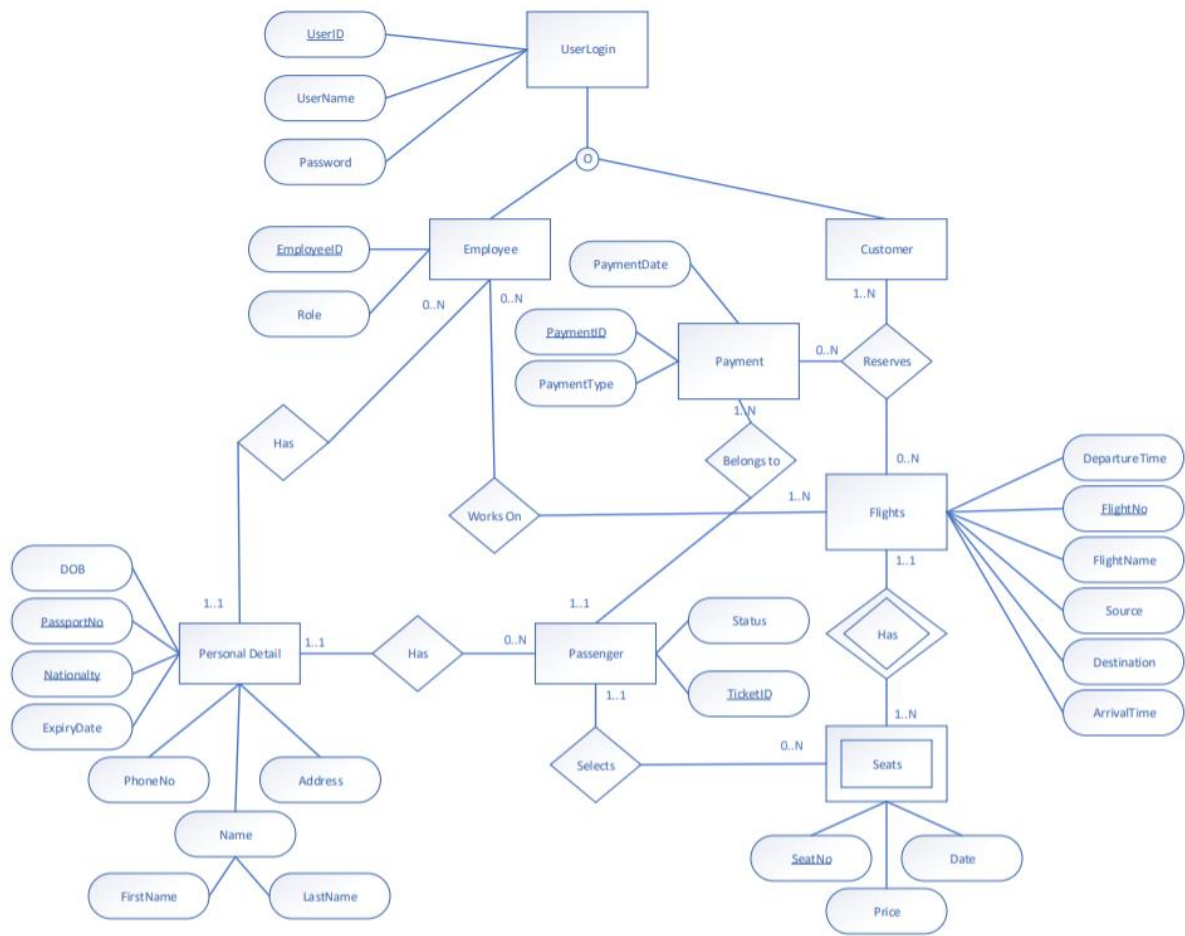 UserID
UserLogin
UserName
Password
O
EmployeeID
Employee
PaymentDate
Customer
Role
0..N
0..N
1..N
PaymentID
Payment
0..N
Reserves
PaymentType
1..N
Has
Belongs to
0..N
DepartureTime
Works On
1..N
Flights
FlightNo
FlightName
1..1
DOB
Source
PassportNo
1..1
1..1
Status
Has
Personal Detail
1..1
Has
0..N
Passenger
Destination
Nationalty
1..1
TicketID
ArrivalTime
ExpiryDate
1..N
0..N
Selects
Seats
PhoneNo
Address
Name
SeatNo
Date
FirstName
LastName
Price